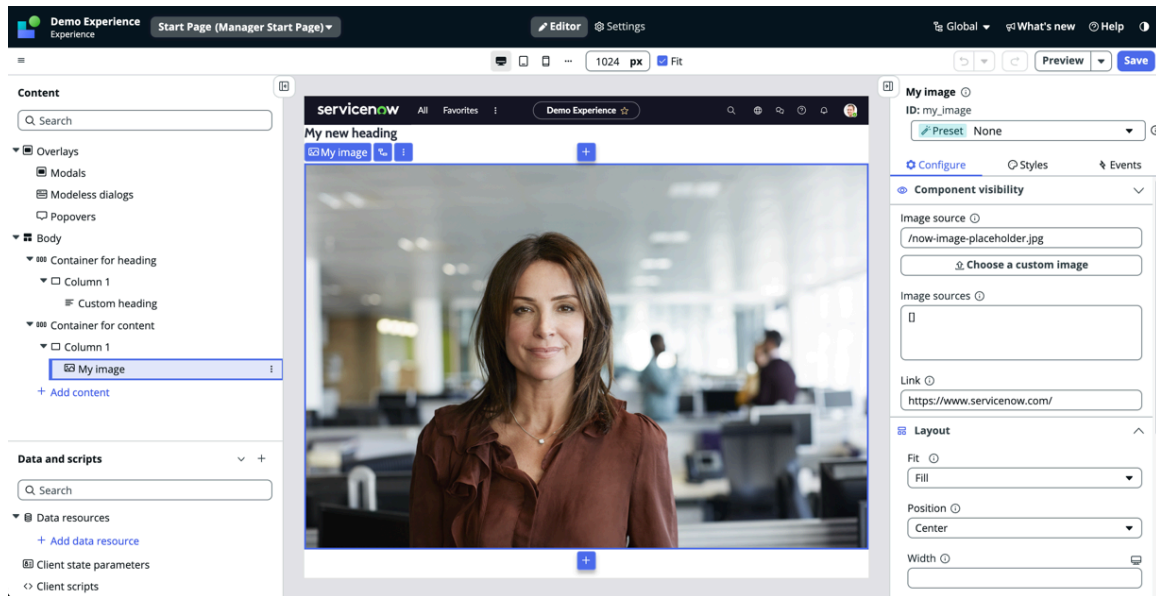 Demo Experience
Experience
Start Page (Manager Start Page)
Editor
Settings
Global
What's new
Help
1024 px
Fit
Preview
Save
Content
Search
Overlays
Modals
Modeless dialogs
Popovers
Body
Container for heading
Column 1
Custom heading
Container for content
Column 1
My image
+ Add content
Data and scripts
Search
Data resources
+ Add data resource
Client state parameters
Client scripts
servicenow
All
Favorites
Demo Experience
My new heading
My image
My image
ID: my_image
Preset None
Configure
Styles
Events
Component visibility
Image source
/now-image-placeholder.jpg
Choose a custom image
Image sources
[]
Link
https://www.servicenow.com/
Layout
Fit
Fill
Position
Center
Width